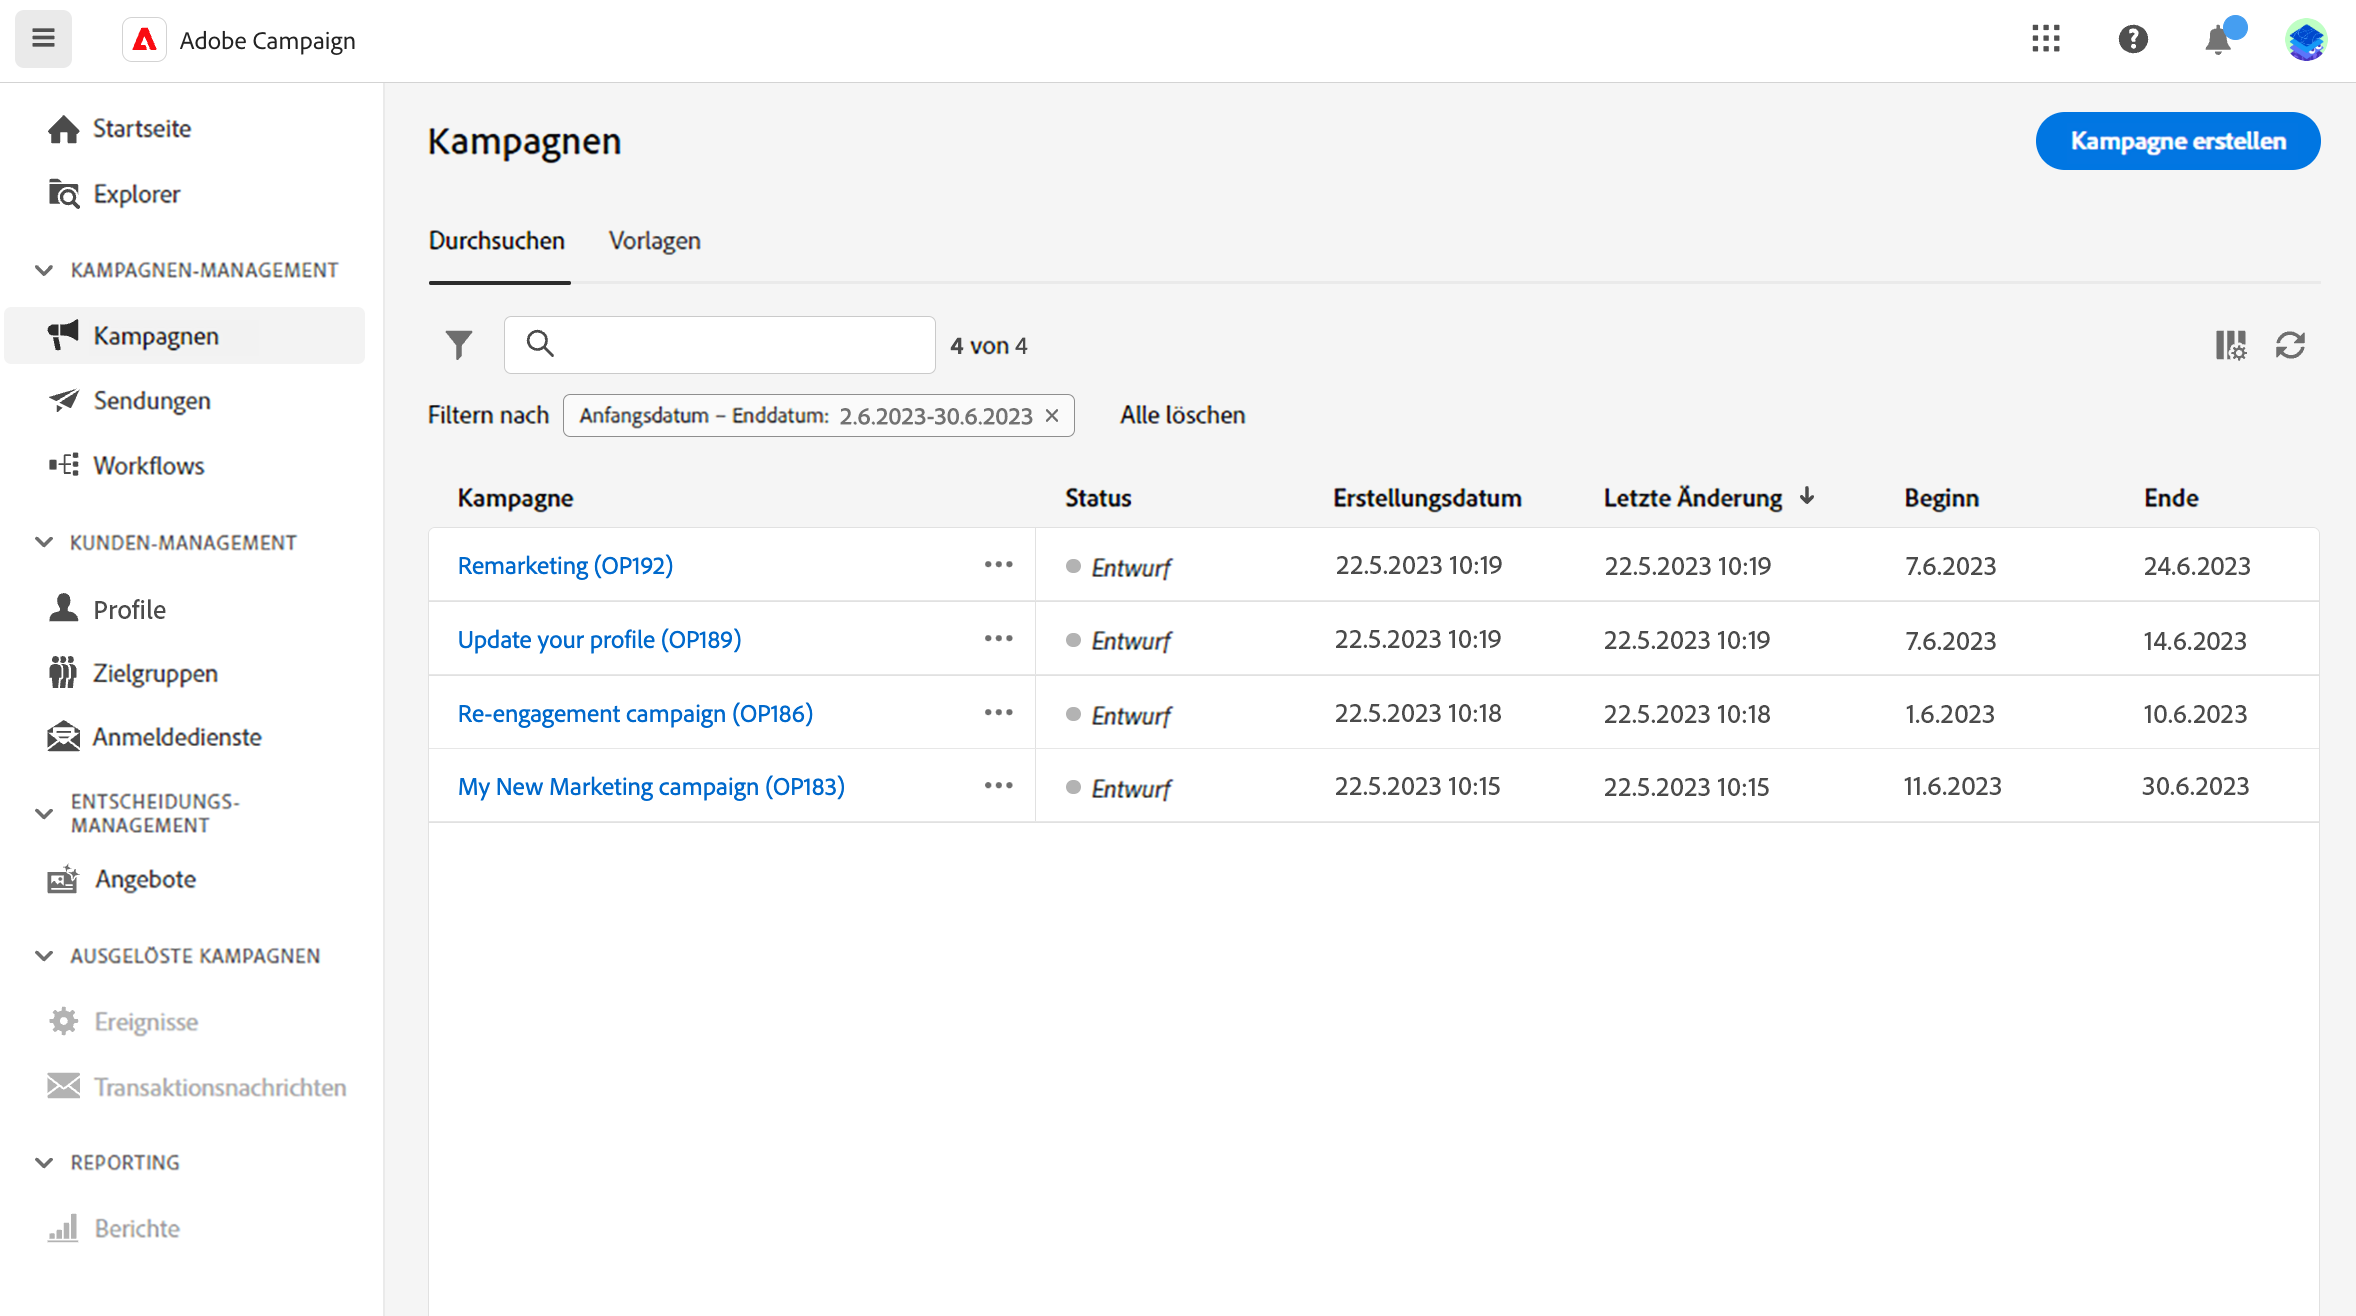 Adobe Campaign
Startseite
Explorer
KAMPAGNEN-MANAGEMENT
Kampagnen
Sendungen
Workflows
KUNDEN-MANAGEMENT
Profile
Zielgruppen
Anmeldedienste
ENTSCHEIDUNGS-
MANAGEMENT
Angebote
AUSGELÖSTE KAMPAGNEN
Ereignisse
Transaktionsnachrichten
REPORTING
Berichte
Kampagnen
Kampagne erstellen
Durchsuchen Vorlagen
4 von 4
Filtern nach Anfangsdatum – Enddatum: 2.6.2023-30.6.2023 Alle löschen
Kampagne Status Erstellungsdatum Letzte Änderung Beginn Ende
Remarketing (OP192) Entwurf 22.5.2023 10:19 22.5.2023 10:19 7.6.2023 24.6.2023
Update your profile (OP189) Entwurf 22.5.2023 10:19 22.5.2023 10:19 7.6.2023 14.6.2023
Re-engagement campaign (OP186) Entwurf 22.5.2023 10:18 22.5.2023 10:18 1.6.2023 10.6.2023
My New Marketing campaign (OP183) Entwurf 22.5.2023 10:15 22.5.2023 10:15 11.6.2023 30.6.2023